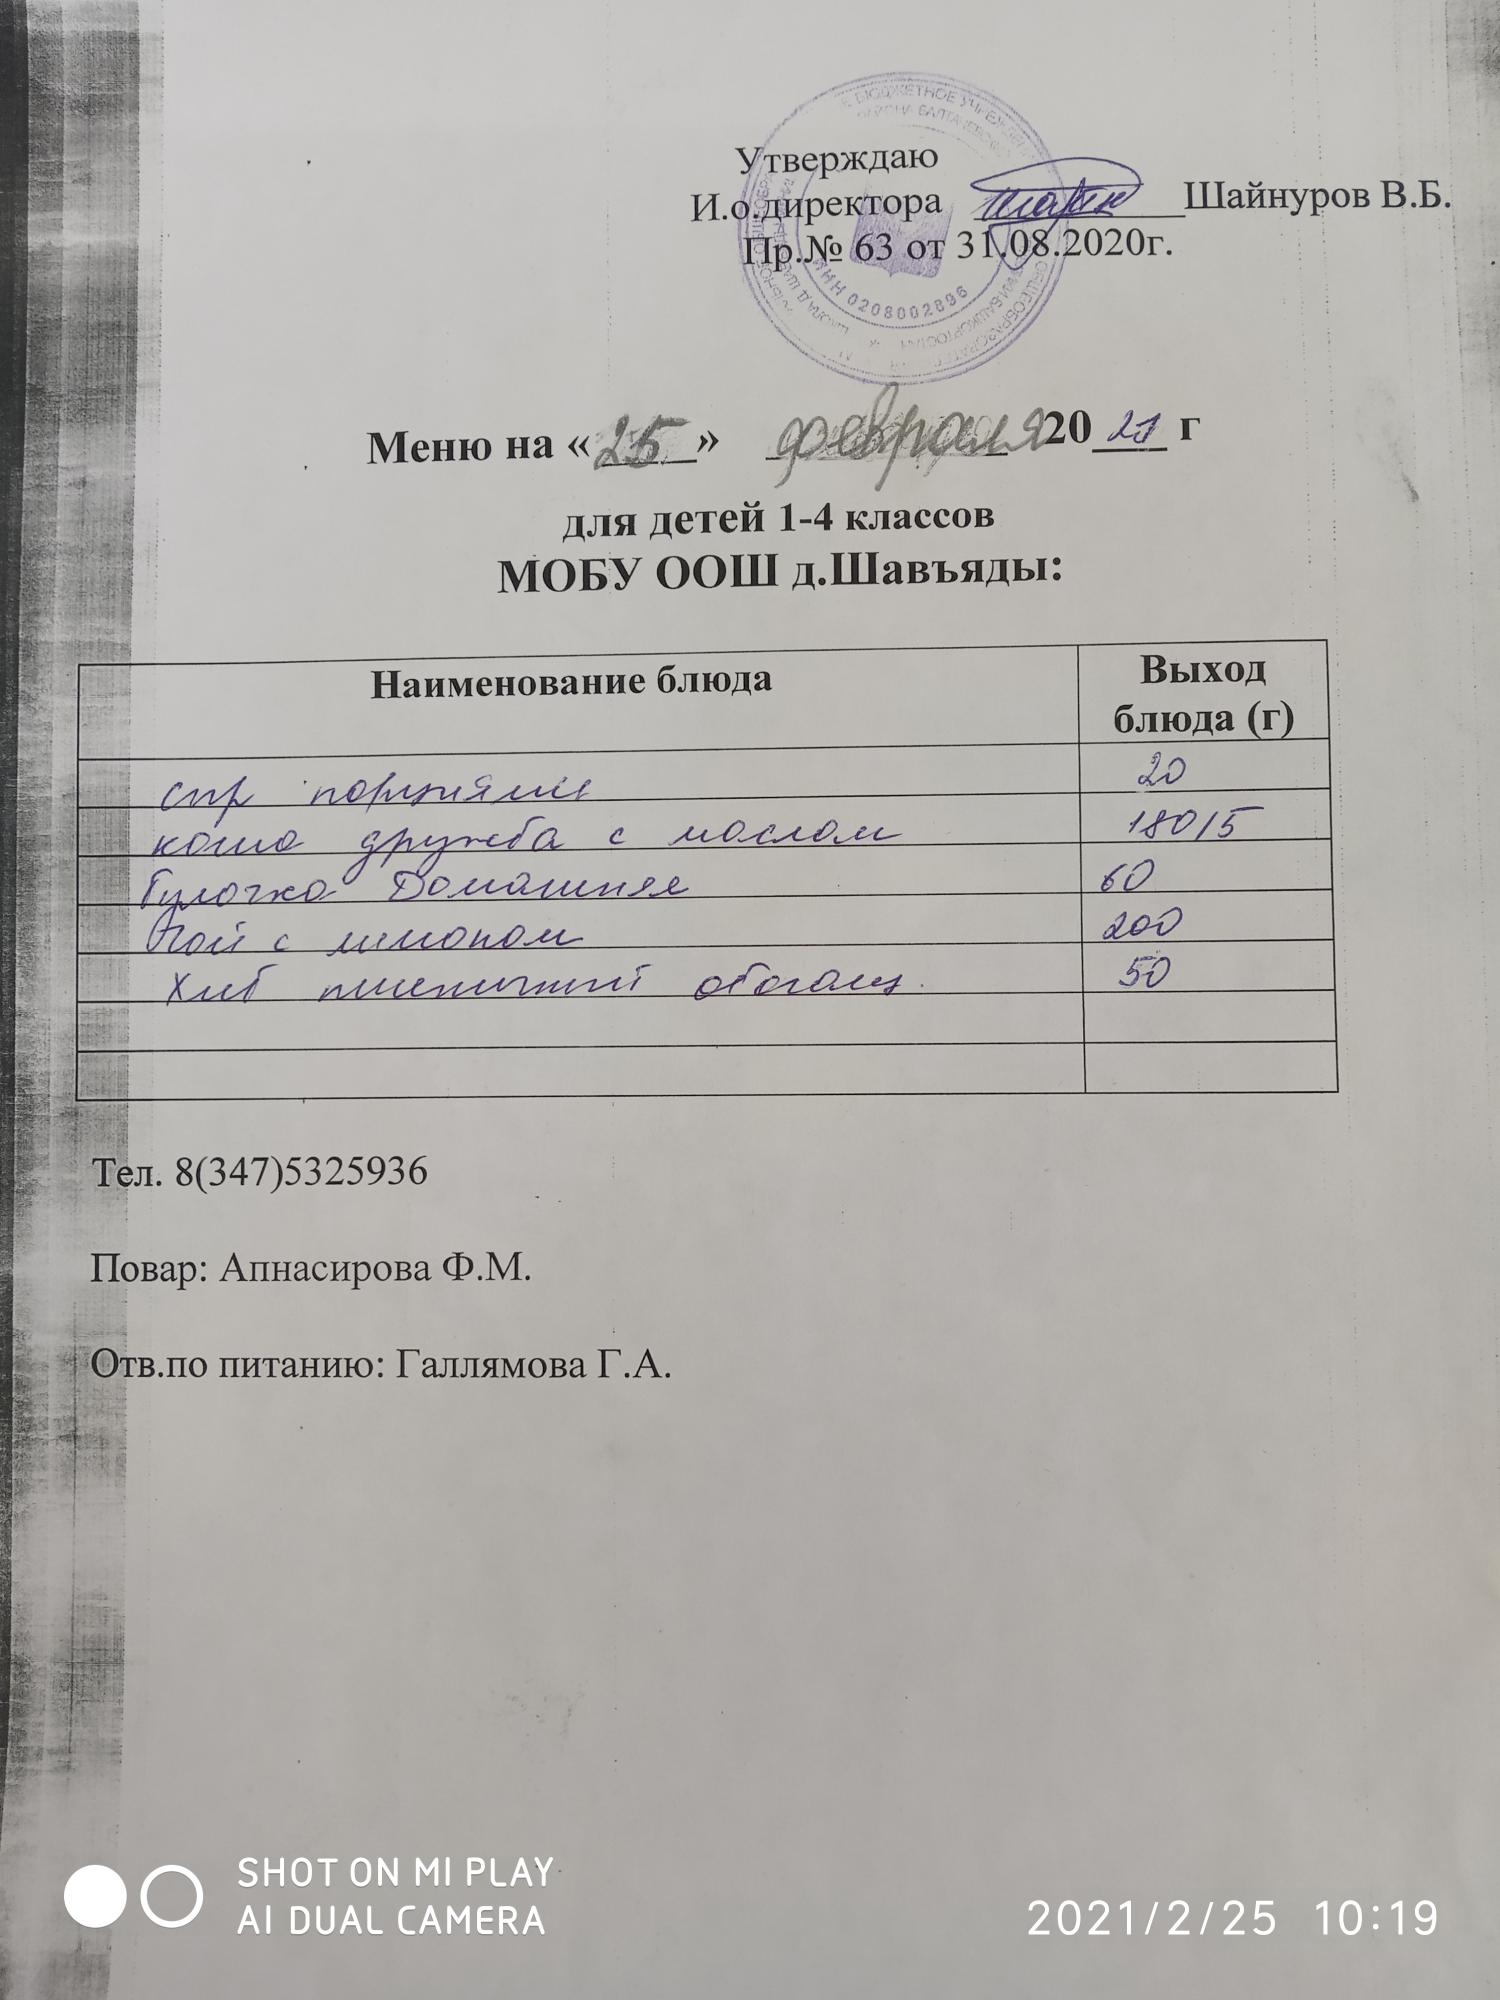 Утверждаю
И.о.директора Шайнуров В.Б.
Пр.№ 63 от 31.08.2020г.
ИНН 0208002896
Меню на «25» февраля 2021 г
для детей 1-4 классов
МОБУ ООШ д.Шавъяды:
Наименование блюда Выход блюда (г)
сыр порциями 20
каша дружба с маслом 180/5
булочка Домашняя 60
Чай с лимоном 200
Хлеб пшеничный обогащ. 50
Тел. 8(347)5325936
Повар: Апнасирова Ф.М.
Отв.по питанию: Галлямова Г.А.
SHOT ON MI PLAY
AI DUAL CAMERA
2021/2/25 10:19